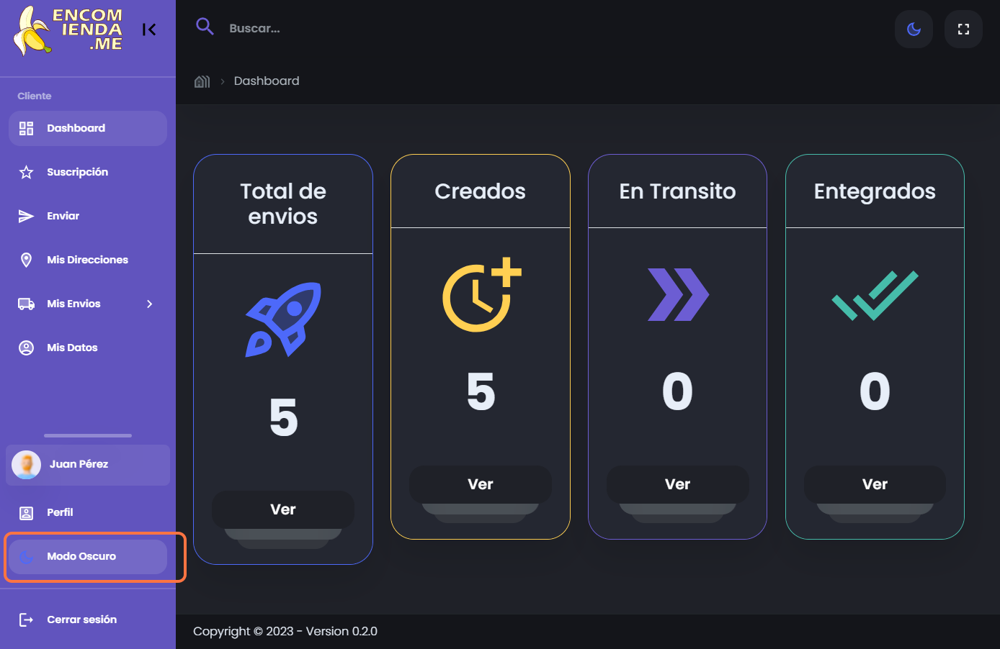 ENCOM
IENDA
.ME
Buscar...
Dashboard
Cliente
Dashboard
Suscripción
Enviar
Mis Direcciones
Mis Envios
Mis Datos
Juan Pérez
Perfil
Modo Oscuro
Cerrar sesión
Total de
envios
5
Ver
Creados
5
Ver
En Transito
0
Ver
Entegrados
0
Ver
Copyright © 2023 - Version 0.2.0